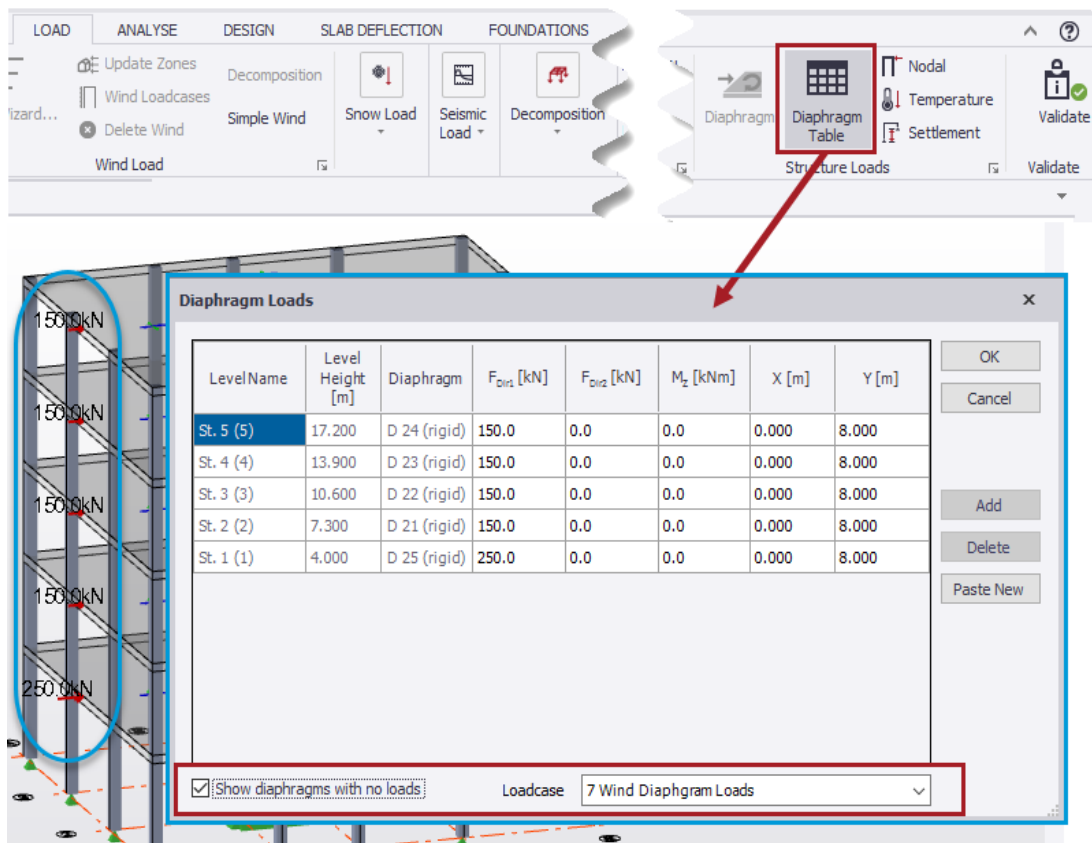 LOAD ANALYSE DESIGN SLAB DEFLECTION FOUNDATIONS
Update Zones
Wind Loadcases
Delete Wind
izard...
Wind Load
Decomposition
Simple Wind
Snow Load
Seismic
Load
Decomposition
Diaphragm
Diaphragm
Table
Nodal
Temperature
Settlement
Structure Loads
Validate
Validate
150.0kN
150.0kN
150.0kN
150.0kN
250.0kN
Diaphragm Loads
Level Name Level Height [m] Diaphragm FDir1 [kN] FDir2 [kN] Mz [kNm] X [m] Y [m]
St. 5 (5) 17.200 D 24 (rigid) 150.0 0.0 0.0 0.000 8.000
St. 4 (4) 13.900 D 23 (rigid) 150.0 0.0 0.0 0.000 8.000
St. 3 (3) 10.600 D 22 (rigid) 150.0 0.0 0.0 0.000 8.000
St. 2 (2) 7.300 D 21 (rigid) 150.0 0.0 0.0 0.000 8.000
St. 1 (1) 4.000 D 25 (rigid) 250.0 0.0 0.0 0.000 8.000
OK
Cancel
Add
Delete
Paste New
Show diaphragms with no loads Loadcase 7 Wind Diaphgram Loads